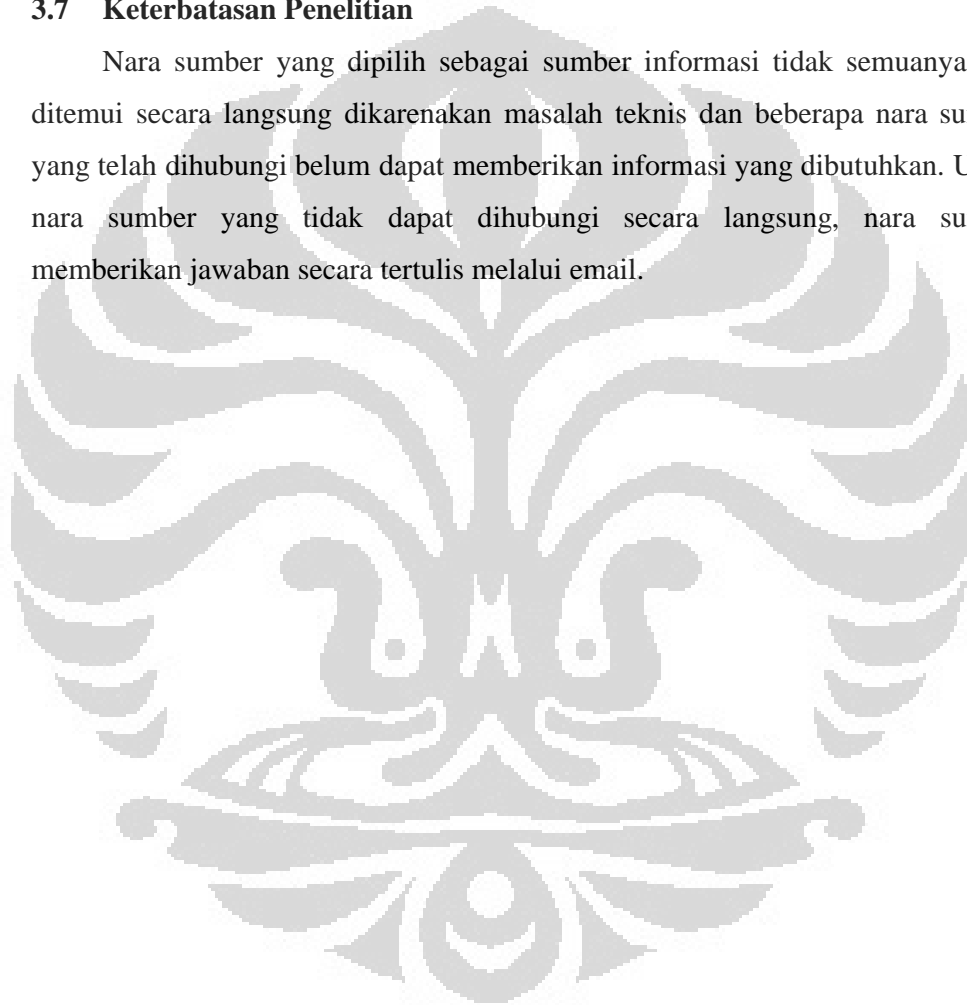 3.7 Keterbatasan Penelitian
Nara sumber yang dipilih sebagai sumber informasi tidak semuanya
ditemui secara langsung dikarenakan masalah teknis dan beberapa nara su
yang telah dihubungi belum dapat memberikan informasi yang dibutuhkan. U
nara sumber yang tidak dapat dihubungi secara langsung, nara su
memberikan jawaban secara tertulis melalui email.